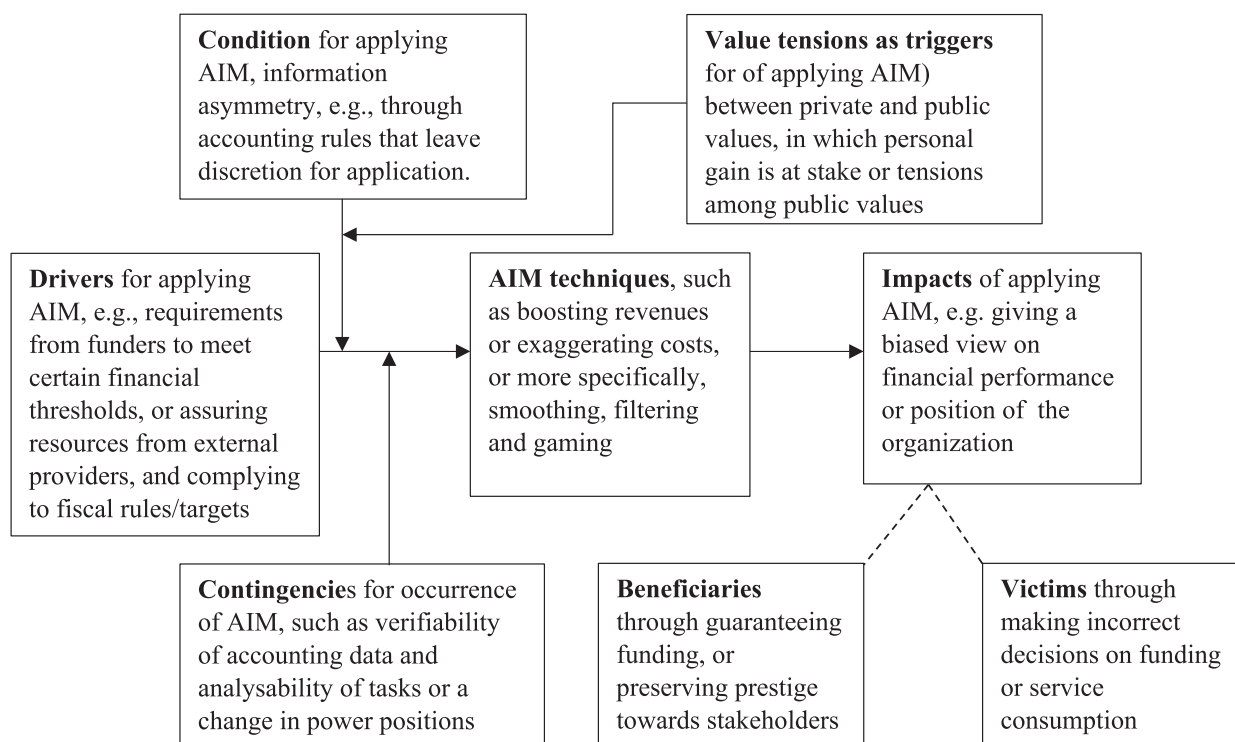 Condition for applying
AIM, information
asymmetry, e.g., through
accounting rules that leave
discretion for application.
Value tensions as triggers
for of applying AIM)
between private and public
values, in which personal
gain is at stake or tensions
among public values
Drivers for applying
AIM, e.g., requirements
from funders to meet
certain financial
thresholds, or assuring
resources from external
providers, and complying
to fiscal rules/targets
AIM techniques, such
as boosting revenues
or exaggerating costs,
or more specifically,
smoothing, filtering
and gaming
Impacts of applying
AIM, e.g. giving a
biased view on
financial performance
or position of the
organization
Contingencies for occurrence
of AIM, such as verifiability
of accounting data and
analysability of tasks or a
change in power positions
Beneficiaries
through guaranteeing
funding, or
preserving prestige
towards stakeholders
Victims through
making incorrect
decisions on funding
or service
consumption